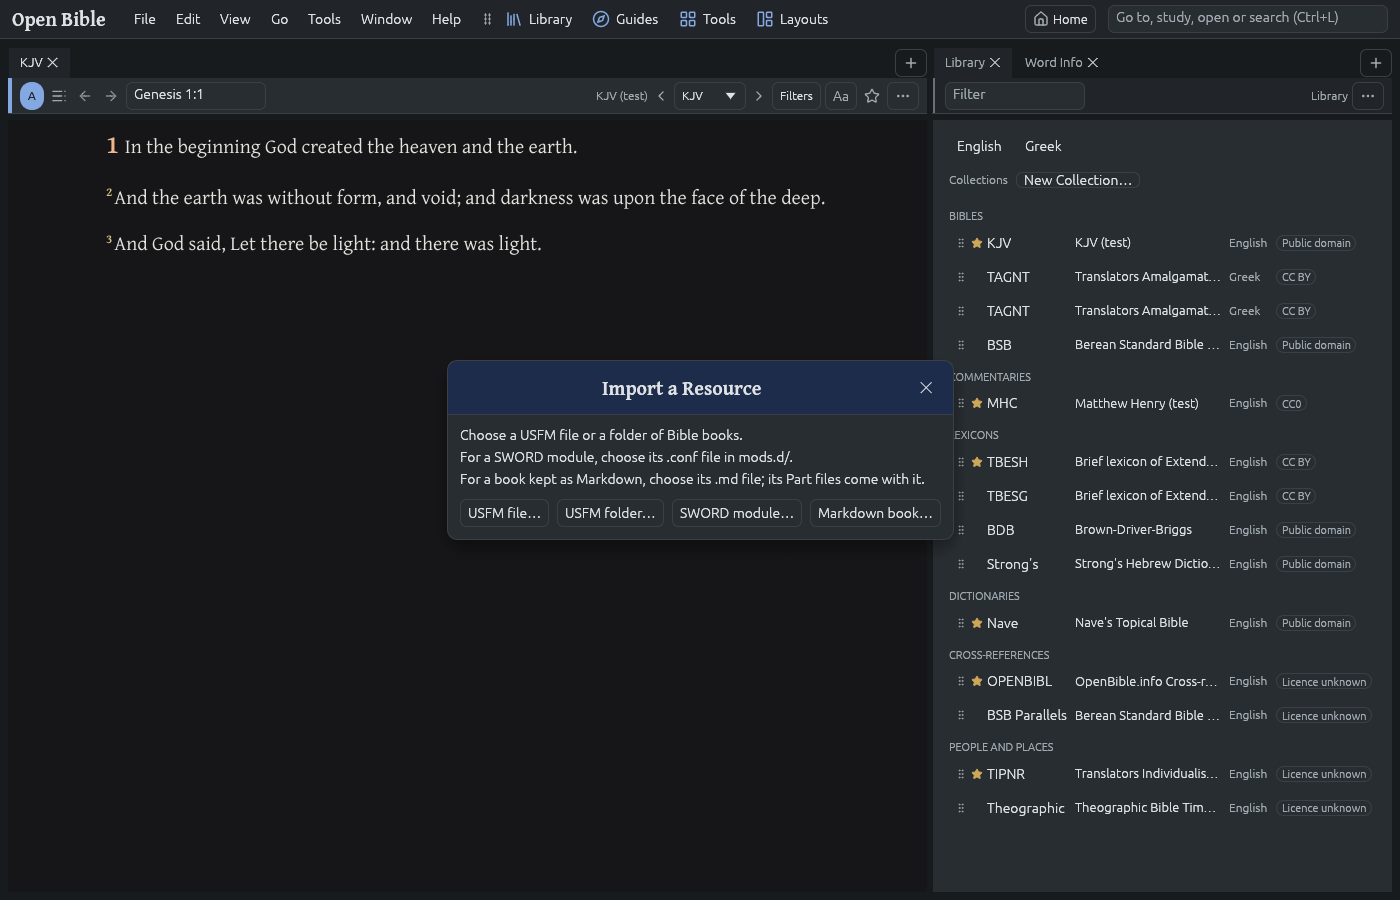 Open Bible File Edit View Go Tools Window Help Library Guides Tools Layouts Home Go to, study, open or search (Ctrl+L)
KJV
Library Word Info
A Genesis 1:1 KJV (test) KJV Filters Aa
Filter Library
1 In the beginning God created the heaven and the earth.
2 And the earth was without form, and void; and darkness was upon the face of the deep.
3 And God said, Let there be light: and there was light.
Import a Resource
Choose a USFM file or a folder of Bible books.
For a SWORD module, choose its .conf file in mods.d/.
For a book kept as Markdown, choose its .md file; its Part files come with it.
USFM file… USFM folder… SWORD module… Markdown book…
English Greek
Collections New Collection…
BIBLES
KJV KJV (test) English Public domain
TAGNT Translators Amalgamat… Greek CC BY
TAGNT Translators Amalgamat… Greek CC BY
BSB Berean Standard Bible … English Public domain
COMMENTARIES
MHC Matthew Henry (test) English CC0
EXICONS
TBESH Brief lexicon of Extend… English CC BY
TBESG Brief lexicon of Extend… English CC BY
BDB Brown-Driver-Briggs English Public domain
Strong's Strong's Hebrew Dictio… English Public domain
DICTIONARIES
Nave Nave's Topical Bible English Public domain
CROSS-REFERENCES
OPENBIBL OpenBible.info Cross-r… English Licence unknown
BSB Parallels Berean Standard Bible … English Licence unknown
PEOPLE AND PLACES
TIPNR Translators Individualis… English Licence unknown
Theographic Theographic Bible Tim… English Licence unknown